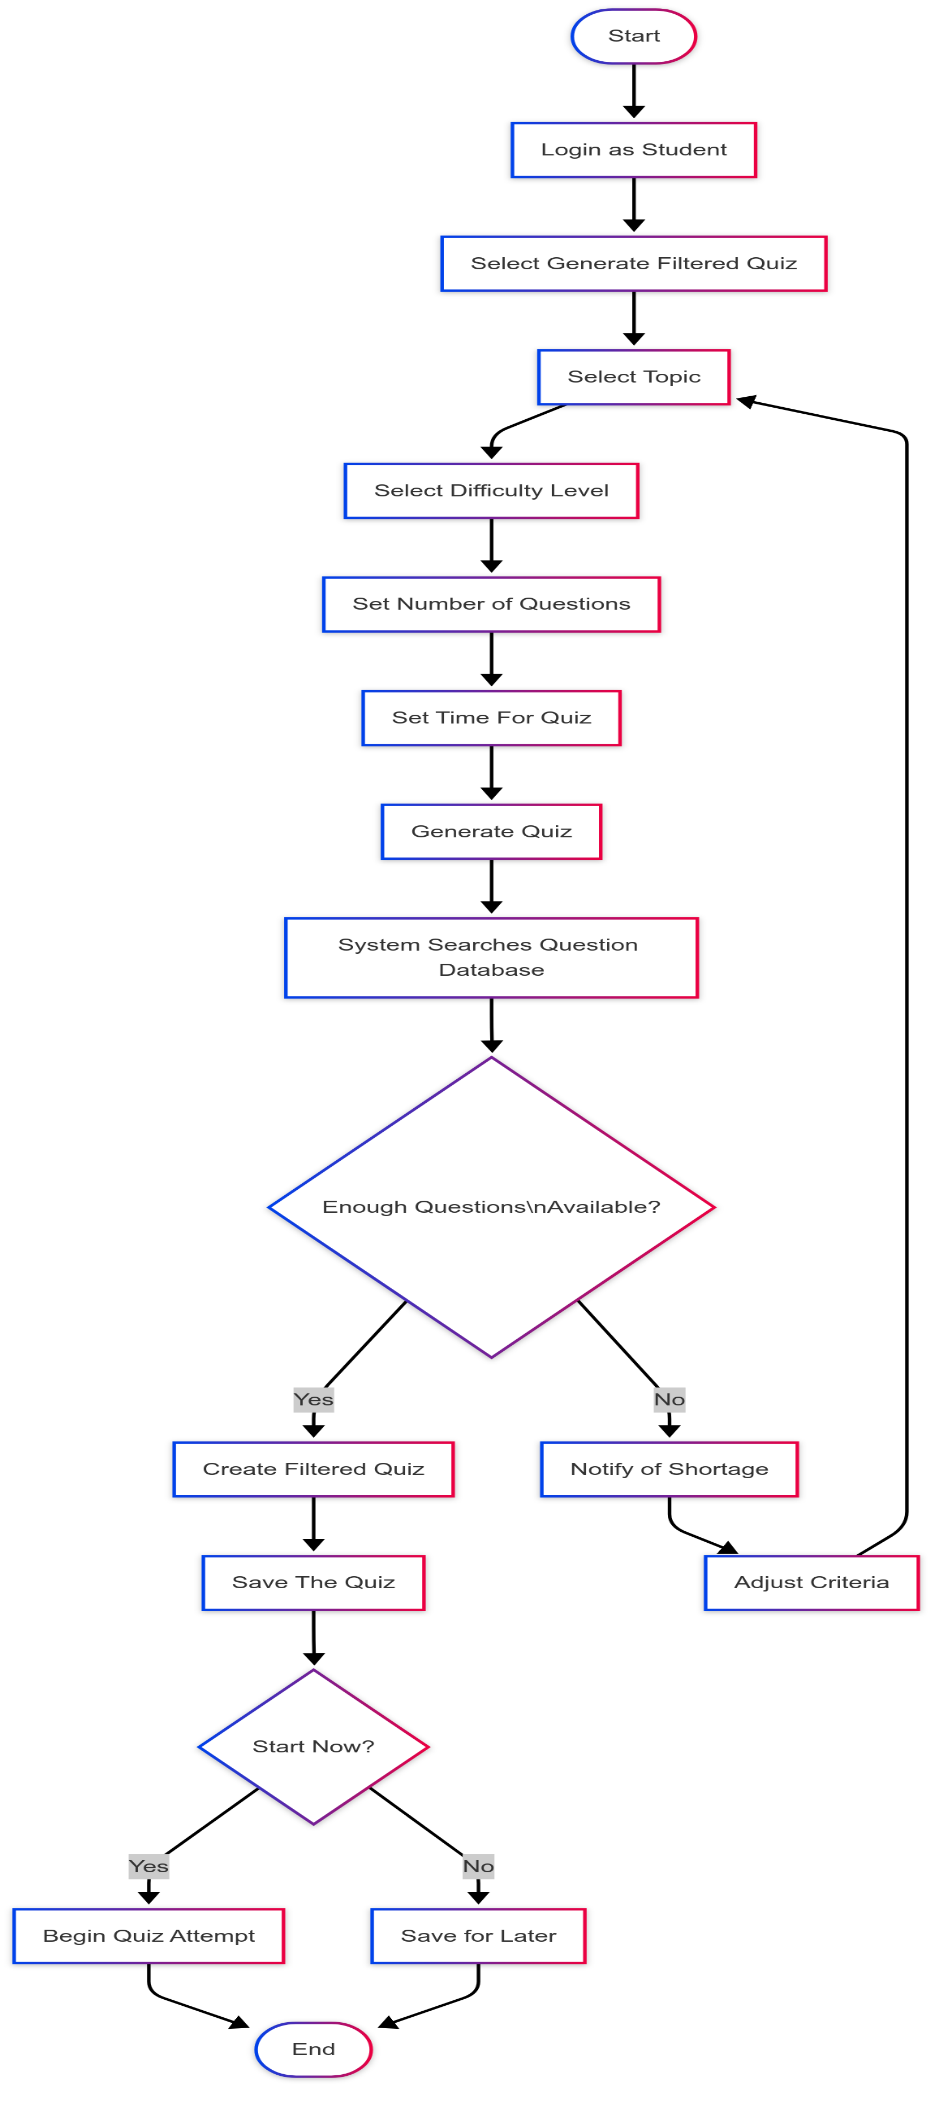 Start
Login as Student
Select Generate Filtered Quiz
Select Topic
Select Difficulty Level
Set Number of Questions
Set Time For Quiz
Generate Quiz
System Searches Question
Database
Enough Questions\nAvailable?
Yes
No
Create Filtered Quiz
Notify of Shortage
Save The Quiz
Adjust Criteria
Start Now?
Yes
No
Begin Quiz Attempt
Save for Later
End